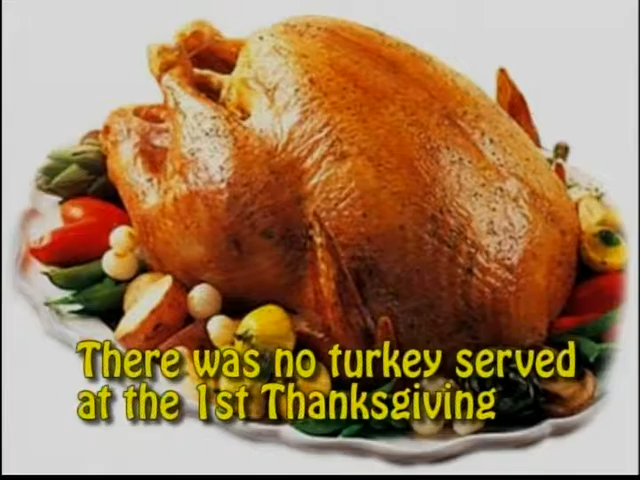 There was no turkey served
at the 1st Thanksgiving